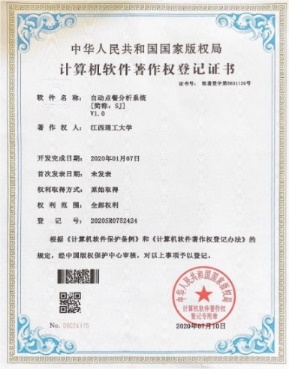 中华人民共和国国家版权局
计算机软件著作权登记证书
证书号： 软著登字第5631120号
软件名称： 自动点餐分析系统
[简称：SJ]
V1.0
著作权人： 江西理工大学
开发完成日期： 2020年01月07日
首次发表日期： 未发表
权利取得方式： 原始取得
权利范围： 全部权利
登记号： 2020SR0752424
根据《计算机软件保护条例》和《计算机软件著作权登记办法》的
规定，经中国版权保护中心审核，对以上事项予以登记。
中华人民共和国国家版权局
计算机软件著作权
登记专用章
2020年07月10日
No.